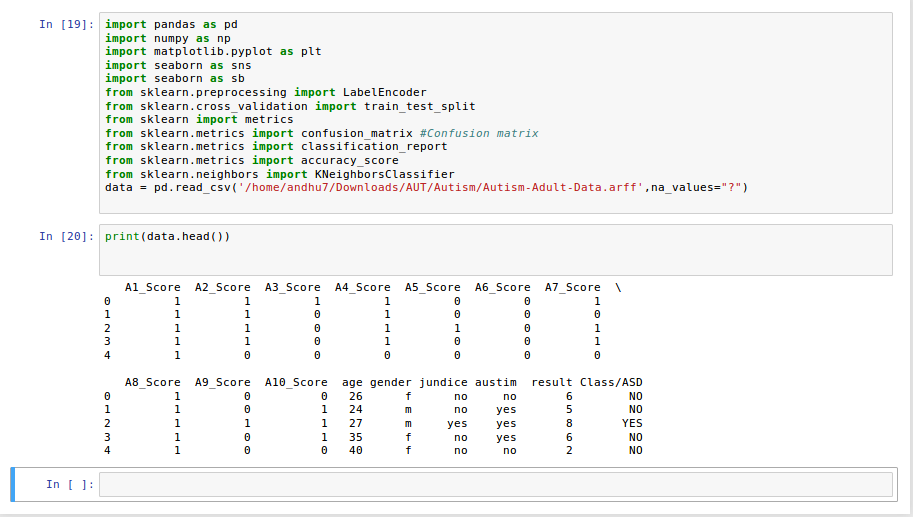 In [19]: import pandas as pd
import numpy as np
import matplotlib.pyplot as plt
import seaborn as sns
import seaborn as sb
from sklearn.preprocessing import LabelEncoder
from sklearn.cross_validation import train_test_split
from sklearn import metrics
from sklearn.metrics import confusion_matrix #Confusion matrix
from sklearn.metrics import classification_report
from sklearn.metrics import accuracy_score
from sklearn.neighbors import KNeighborsClassifier
data = pd.read_csv('/home/andhu7/Downloads/AUT/Autism/Autism-Adult-Data.arff',na_values="?")
In [20]: print(data.head())
A1_Score A2_Score A3_Score A4_Score A5_Score A6_Score A7_Score \
0 1 1 1 1 0 0 1
1 1 1 0 1 0 0 0
2 1 1 0 1 1 0 1
3 1 1 0 1 0 0 1
4 1 0 0 0 0 0 0
A8_Score A9_Score A10_Score age gender jundice austim result Class/ASD
0 1 0 0 26 f no no 6 NO
1 1 0 1 24 m no yes 5 NO
2 1 1 1 27 m yes yes 8 YES
3 1 0 1 35 f no yes 6 NO
4 1 0 0 40 f no no 2 NO
In [ ]: